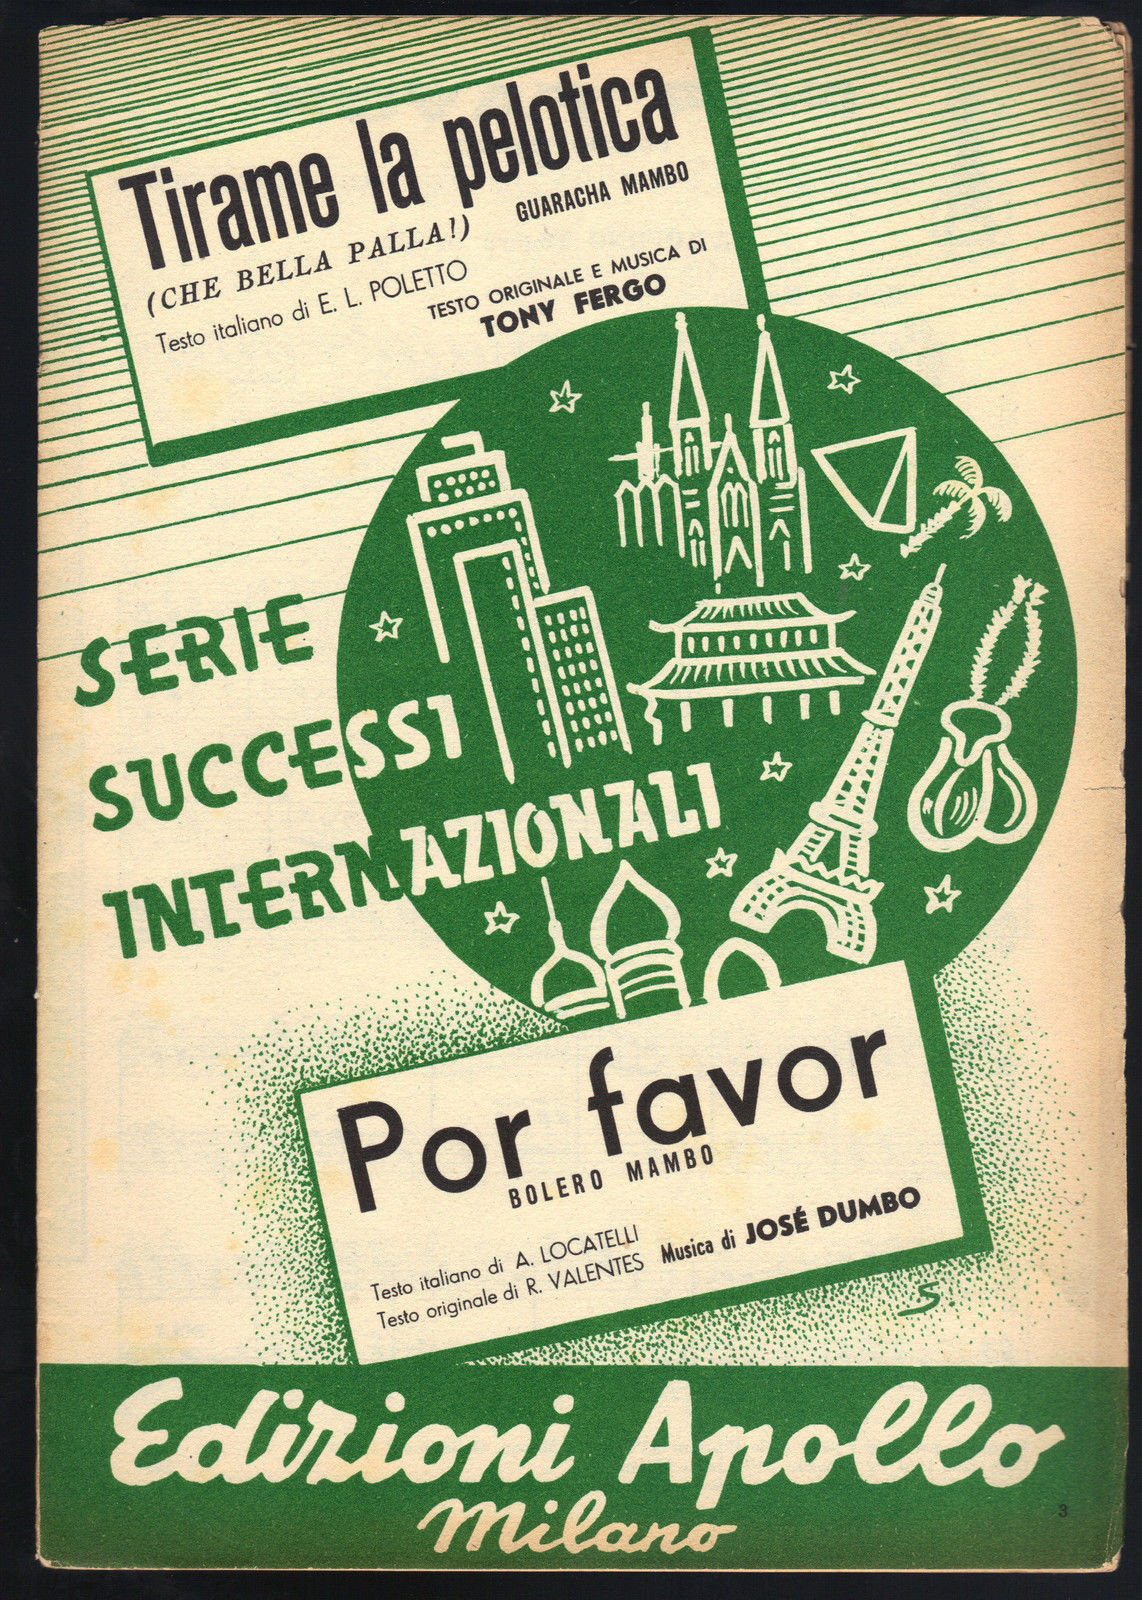 Tirame la pelotica
(CHE BELLA PALLA!)
GUARACHA MAMBO
Testo italiano di E. L. POLETTO
TESTO ORIGINALE E MUSICA DI
TONY FERGO
SERIE
SUCCESSI
INTERNAZIONALI
Por favor
BOLERO MAMBO
Testo italiano di A. LOCATELLI
Testo originale di R. VALENTES
Musica di JOSÉ DUMBO
S
Edizioni Apollo
Milano
3